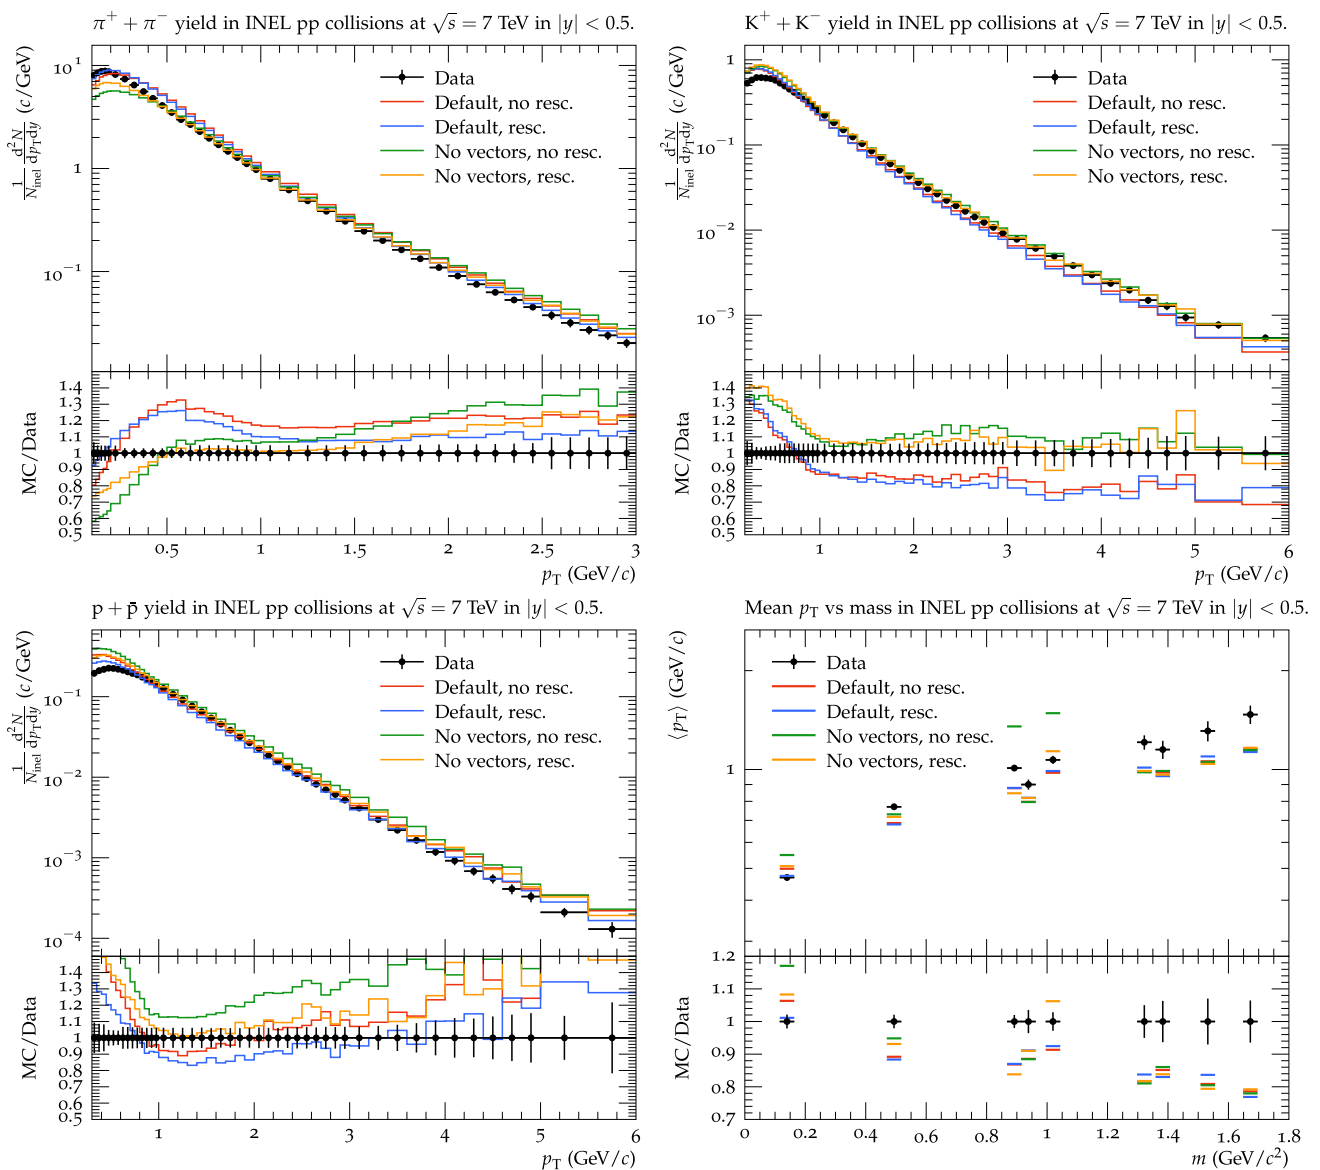 π⁺ + π⁻ yield in INEL pp collisions at √s = 7 TeV in |y| < 0.5.
1/N_inel d²N/dp_Tdy (c/GeV)
10¹
1
10⁻¹
Data
Default, no resc.
Default, resc.
No vectors, no resc.
No vectors, resc.
MC/Data
1.4
1.3
1.2
1.1
1
0.9
0.8
0.7
0.6
0.5
0.5 1 1.5 2 2.5 3
p_T (GeV/c)
K⁺ + K⁻ yield in INEL pp collisions at √s = 7 TeV in |y| < 0.5.
1/N_inel d²N/dp_Tdy (c/GeV)
1
10⁻¹
10⁻²
10⁻³
Data
Default, no resc.
Default, resc.
No vectors, no resc.
No vectors, resc.
MC/Data
1.4
1.3
1.2
1.1
1
0.9
0.8
0.7
0.6
0.5
1 2 3 4 5 6
p_T (GeV/c)
p + p̄ yield in INEL pp collisions at √s = 7 TeV in |y| < 0.5.
1/N_inel d²N/dp_Tdy (c/GeV)
10⁻¹
10⁻²
10⁻³
10⁻⁴
Data
Default, no resc.
Default, resc.
No vectors, no resc.
No vectors, resc.
MC/Data
1.4
1.3
1.2
1.1
1
0.9
0.8
0.7
0.6
0.5
1 2 3 4 5 6
p_T (GeV/c)
Mean p_T vs mass in INEL pp collisions at √s = 7 TeV in |y| < 0.5.
⟨p_T⟩ (GeV/c)
1
Data
Default, no resc.
Default, resc.
No vectors, no resc.
No vectors, resc.
MC/Data
1.2
1.1
1
0.9
0.8
0.7
0 0.2 0.4 0.6 0.8 1 1.2 1.4 1.6 1.8
m (GeV/c²)